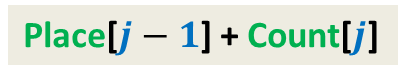 Place[j − 1] + Count[j]